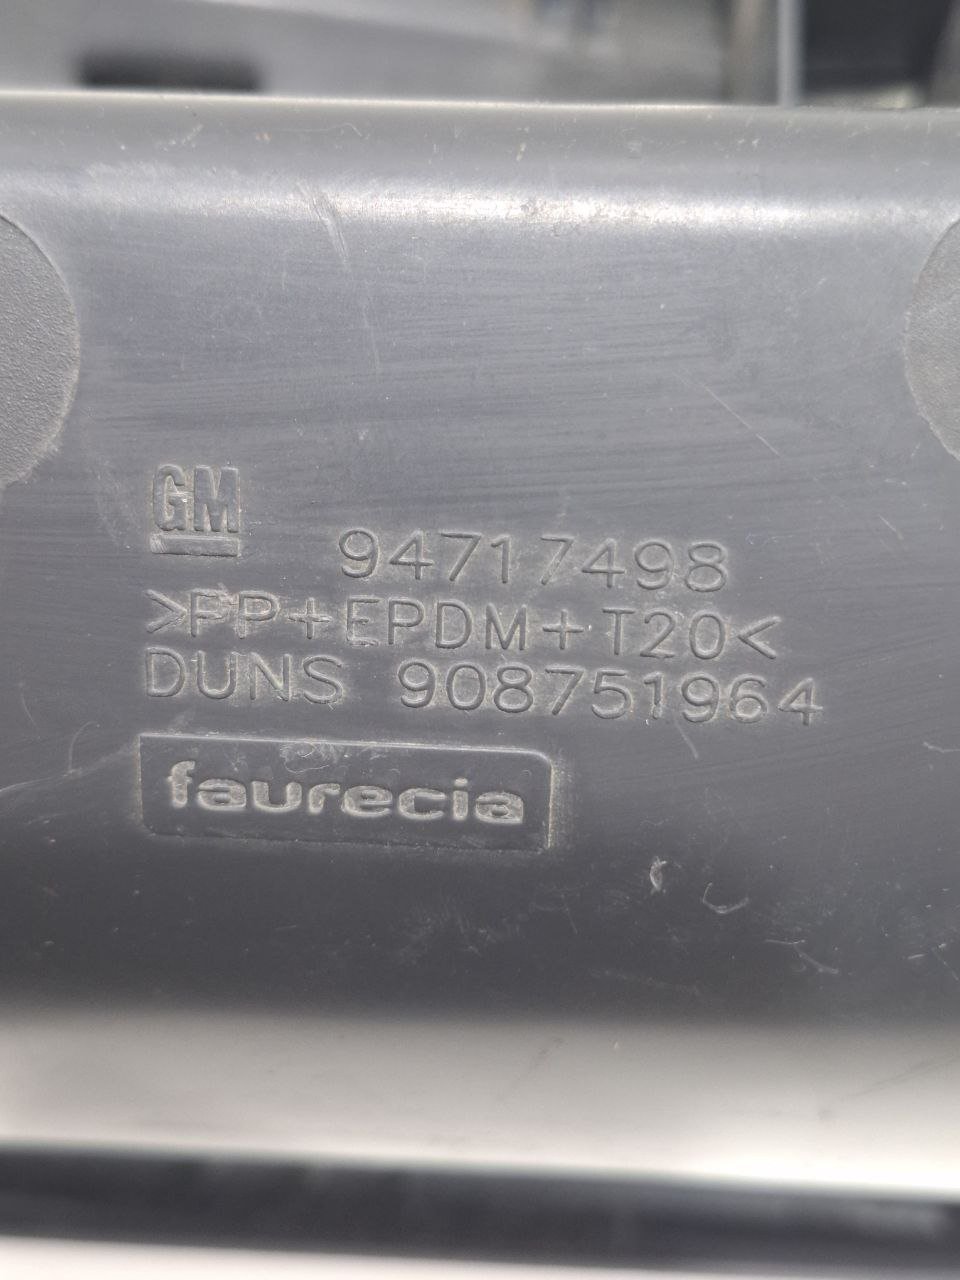 GM
94717498
>PP+EPDM+T20<
DUNS 908751964
faurecia